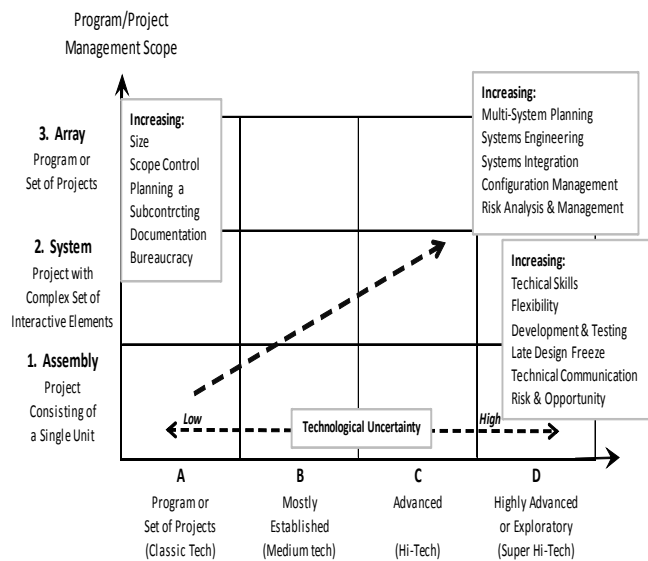 Program/Project
Management Scope
3. Array
Program or
Set of Projects
2. System
Project with
Complex Set of
Interactive Elements
1. Assembly
Project
Consisting of
a Single Unit
Increasing:
Size
Scope Control
Planning a
Subcontrcting
Documentation
Bureaucracy
Increasing:
Multi-System Planning
Systems Engineering
Systems Integration
Configuration Management
Risk Analysis & Management
Increasing:
Techical Skills
Flexibility
Development & Testing
Late Design Freeze
Technical Communication
Risk & Opportunity
Low
Technological Uncertainty
High
A
Program or
Set of Projects
(Classic Tech)
B
Mostly
Established
(Medium tech)
C
Advanced
(Hi-Tech)
D
Highly Advanced
or Exploratory
(Super Hi-Tech)